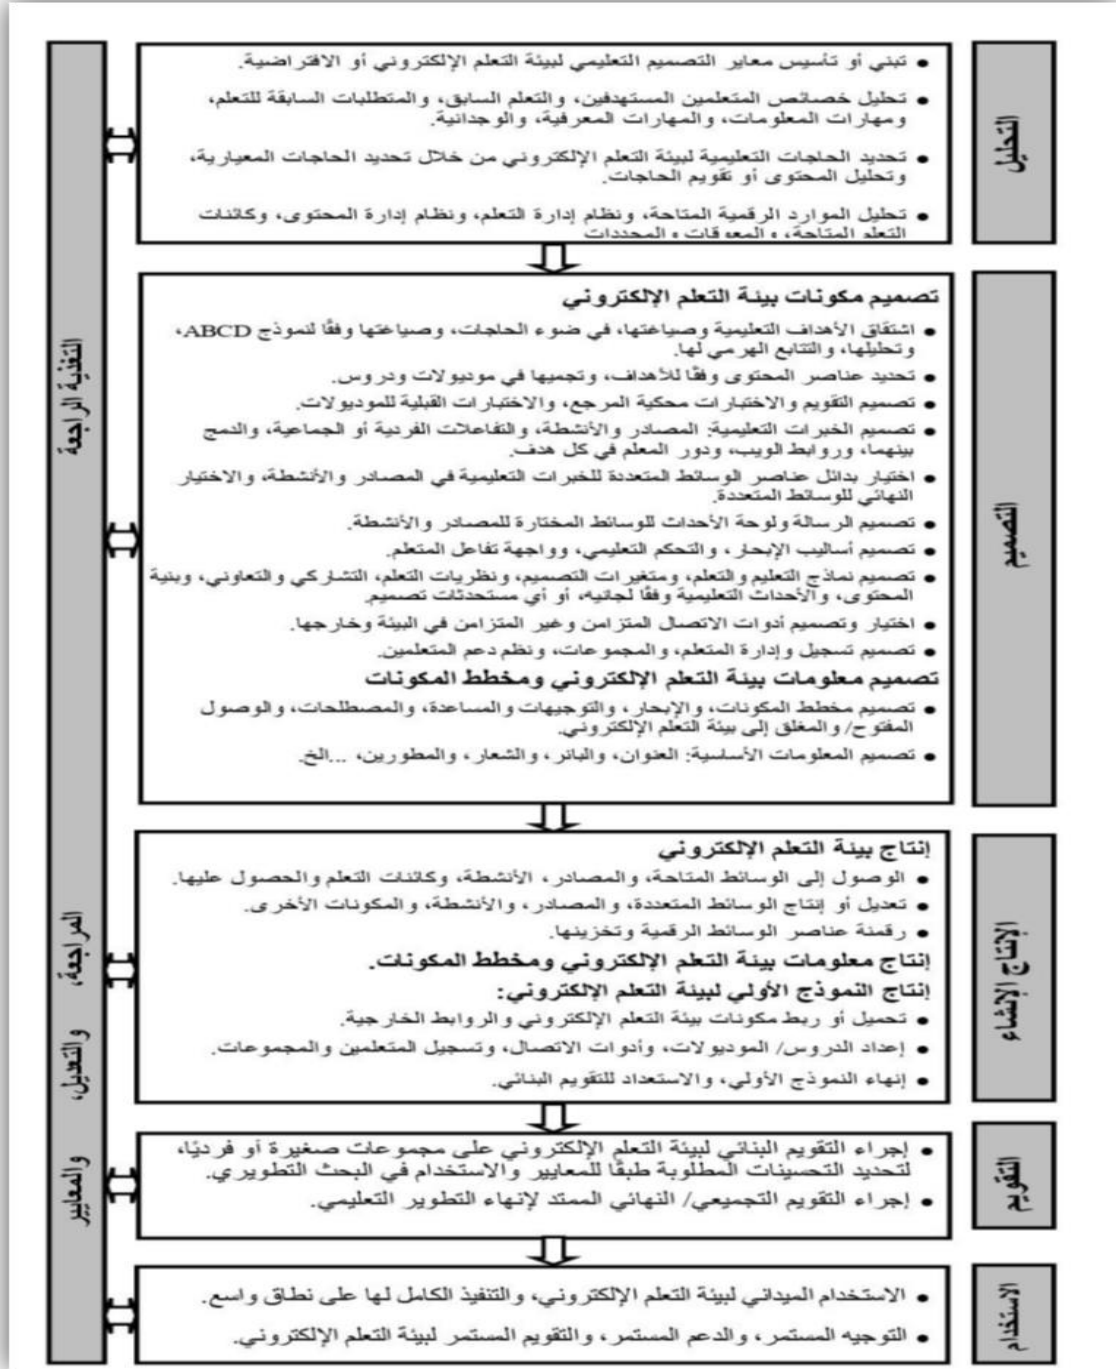 التحليل
تبني أو تأسيس معاير التصميم التعليمي لبيئة التعلم الإلكتروني أو الافتراضية.
تحليل خصائص المتعلمين المستهدفين، والتعلم السابق، والمتطلبات السابقة للتعلم،
ومهارات المعلومات، والمهارات المعرفية، والوجدانية.
تحديد الحاجات التعليمية لبيئة التعلم الإلكتروني من خلال تحديد الحاجات المعيارية،
وتحليل المحتوى أو تقويم الحاجات.
تحليل الموارد الرقمية المتاحة، ونظام إدارة التعلم، ونظام إدارة المحتوى، وكائنات
التعلم المتاحة، والمعوقات والمحددات
التصميم
تصميم مكونات بيئة التعلم الإلكتروني
اشتقاق الأهداف التعليمية وصياغتها، في ضوء الحاجات، وصياغتها وفقًا لنموذج ABCD،
وتحليلها، والتتابع الهرمي لها.
تحديد عناصر المحتوى وفقًا للأهداف، وتجميها في موديولات ودروس.
تصميم التقويم والاختبارات محكية المرجع، والاختبارات القبلية للموديولات.
تصميم الخبرات التعليمية: المصادر والأنشطة، والتفاعلات الفردية أو الجماعية، والدمج
بينهما، وروابط الويب، ودور المعلم في كل هدف.
اختيار بدائل عناصر الوسائط المتعددة للخبرات التعليمية في المصادر والأنشطة، والاختيار
النهائي للوسائط المتعددة.
تصميم الرسالة ولوحة الأحداث للوسائط المختارة للمصادر والأنشطة.
تصميم أساليب الإبحار، والتحكم التعليمي، وواجهة تفاعل المتعلم.
تصميم نماذج التعليم والتعلم، ومتغيرات التصميم، ونظريات التعلم، التشاركي والتعاوني، وبنية
المحتوى، والأحداث التعليمية وفقًا لجانيه، أو أي مستحدثات تصميم.
اختيار وتصميم أدوات الاتصال المتزامن وغير المتزامن في البيئة وخارجها.
تصميم تسجيل وإدارة المتعلم، والمجموعات، ونظم دعم المتعلمين.
تصميم معلومات بيئة التعلم الإلكتروني ومخطط المكونات
تصميم مخطط المكونات، والإبحار، والتوجيهات والمساعدة، والمصطلحات، والوصول
المفتوح/ والمغلق إلى بيئة التعلم الإلكتروني.
تصميم المعلومات الأساسية: العنوان، والبانر، والشعار، والمطورين، ...الخ.
الإنتاج الإنشاء
إنتاج بيئة التعلم الإلكتروني
الوصول إلى الوسائط المتاحة، والمصادر، الأنشطة، وكائنات التعلم والحصول عليها.
تعديل أو إنتاج الوسائط المتعددة، والمصادر، والأنشطة، والمكونات الأخرى.
رقمنة عناصر الوسائط الرقمية وتخزينها.
إنتاج معلومات بيئة التعلم الإلكتروني ومخطط المكونات.
إنتاج النموذج الأولي لبيئة التعلم الإلكتروني:
تحميل أو ربط مكونات بيئة التعلم الإلكتروني والروابط الخارجية.
إعداد الدروس/ الموديولات، وأدوات الاتصال، وتسجيل المتعلمين والمجموعات.
إنهاء النموذج الأولي، والاستعداد للتقويم البنائي.
التقويم
إجراء التقويم البنائي لبيئة التعلم الإلكتروني على مجموعات صغيرة أو فرديًا،
لتحديد التحسينات المطلوبة طبقًا للمعايير والاستخدام في البحث التطويري.
إجراء التقويم التجميعي/ النهائي الممتد لإنهاء التطوير التعليمي.
الاستخدام
الاستخدام الميداني لبيئة التعلم الإلكتروني، والتنفيذ الكامل لها على نطاق واسع.
التوجيه المستمر، والدعم المستمر، والتقويم المستمر لبيئة التعلم الإلكتروني.
التغذية الراجعة
المراجعة، والتعديل، والمعايير